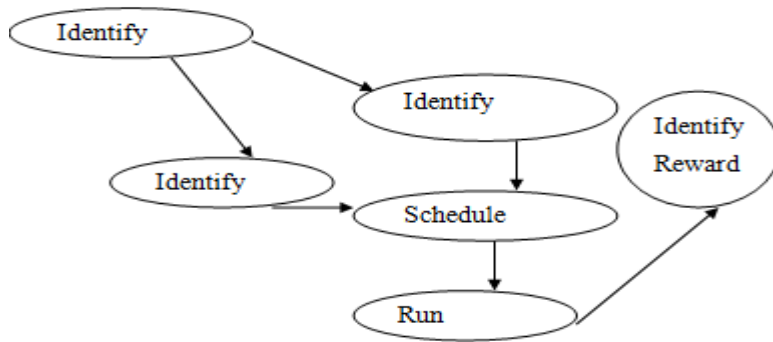 Identify
Identify
Identify
Reward
Identify
Schedule
Run